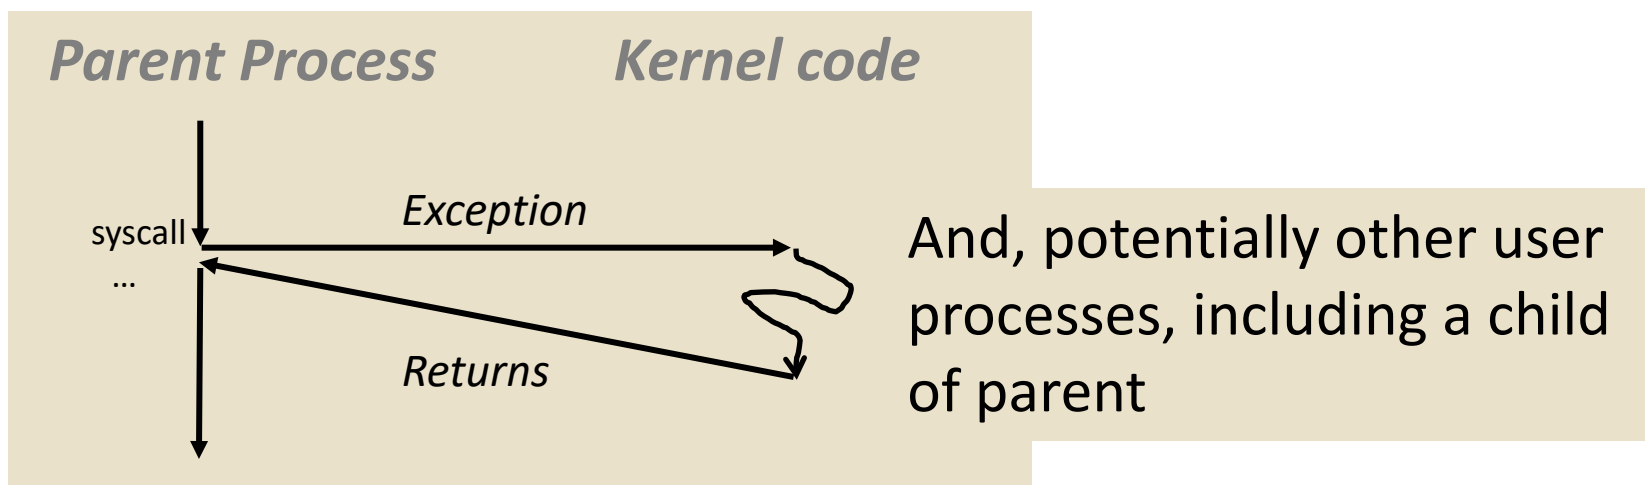 Parent Process
Kernel code
Exception
syscall
...
Returns
And, potentially other user
processes, including a child
of parent